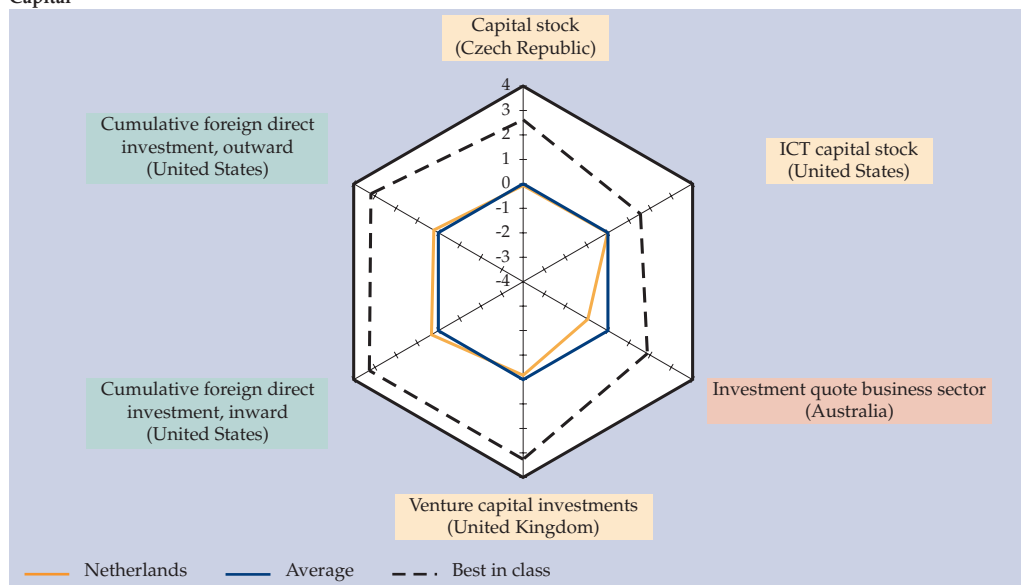 Capital
Capital stock
(Czech Republic)
4
3
2
1
0
-1
-2
-3
-4
Cumulative foreign direct
investment, outward
(United States)
ICT capital stock
(United States)
Cumulative foreign direct
investment, inward
(United States)
Investment quote business sector
(Australia)
Venture capital investments
(United Kingdom)
Netherlands
Average
Best in class